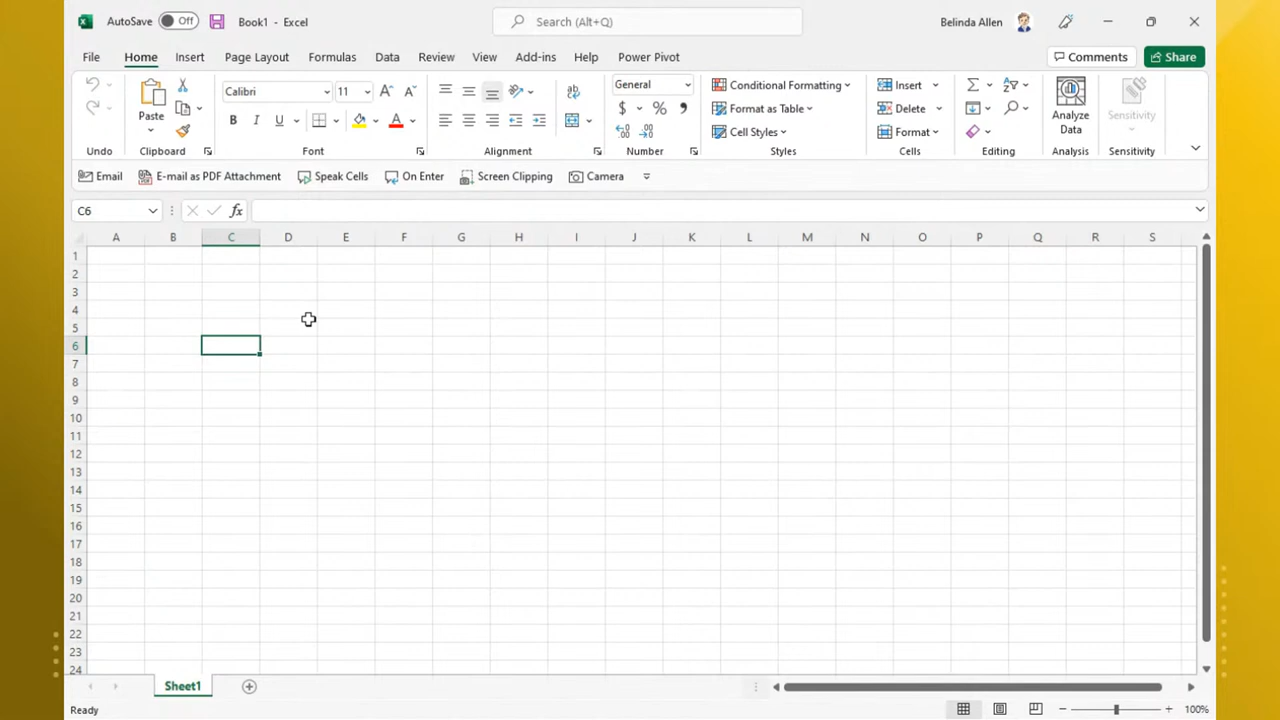 AutoSave Off Book1 - Excel Search (Alt+Q) Belinda Allen
File Home Insert Page Layout Formulas Data Review View Add-ins Help Power Pivot Comments Share
Calibri 11 General Conditional Formatting Insert
Paste $ % Format as Table Delete Analyze Data Sensitivity
B I U A Cell Styles Format
Undo Clipboard Font Alignment Number Styles Cells Editing Analysis Sensitivity
Email E-mail as PDF Attachment Speak Cells On Enter Screen Clipping Camera
C6 fx
A B C D E F G H I J K L M N O P Q R S
1
2
3
4
5
6
7
8
9
10
11
12
13
14
15
16
17
18
19
20
21
22
23
24
Sheet1
Ready 100%